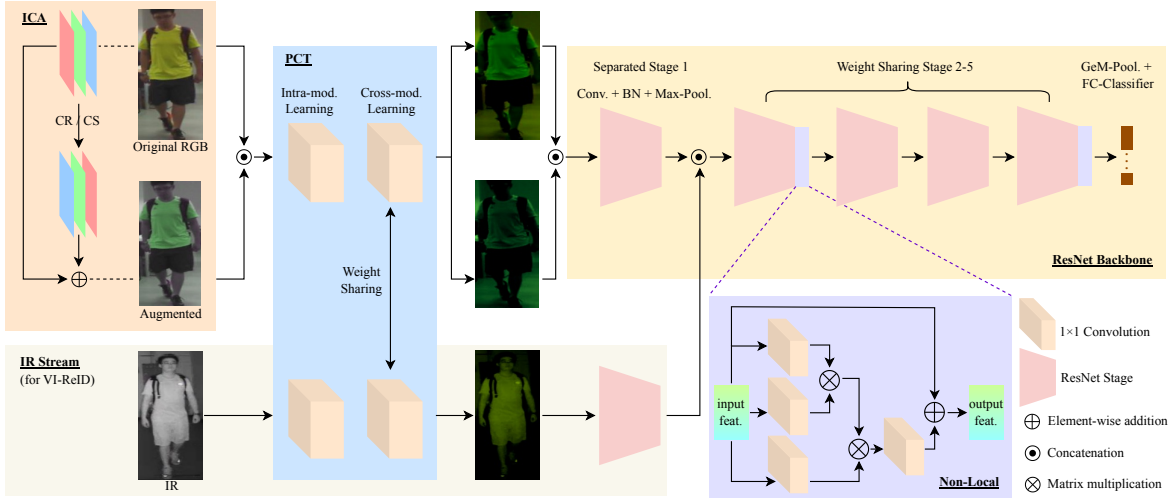 ICA
CR / CS
Original RGB
Augmented
PCT
Intra-mod.
Learning
Cross-mod.
Learning
Weight
Sharing
IR Stream
(for VI-ReID)
IR
Separated Stage 1
Conv. + BN + Max-Pool.
Weight Sharing Stage 2-5
GeM-Pool. +
FC-Classifier
ResNet Backbone
input
feat.
output
feat.
Non-Local
1×1 Convolution
ResNet Stage
Element-wise addition
Concatenation
Matrix multiplication